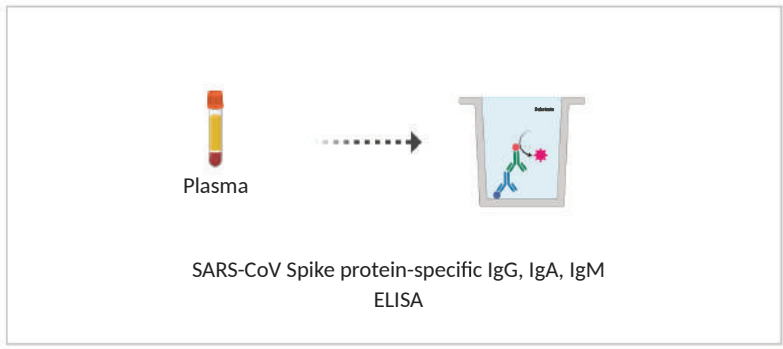 Substrate
Plasma
SARS-CoV Spike protein-specific IgG, IgA, IgM
ELISA